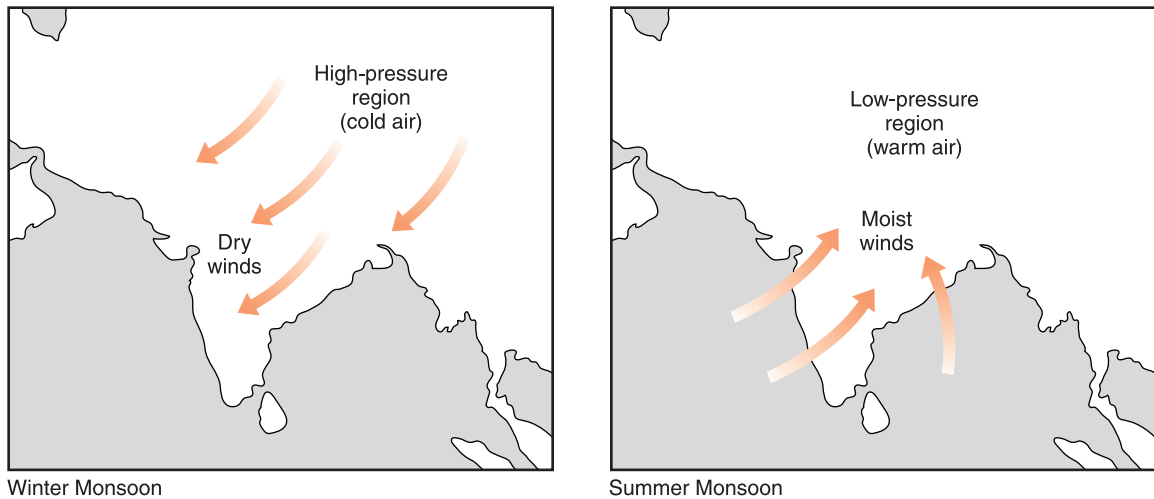 High-pressure
region
(cold air)
Dry
winds
Winter Monsoon
Low-pressure
region
(warm air)
Moist
winds
Summer Monsoon